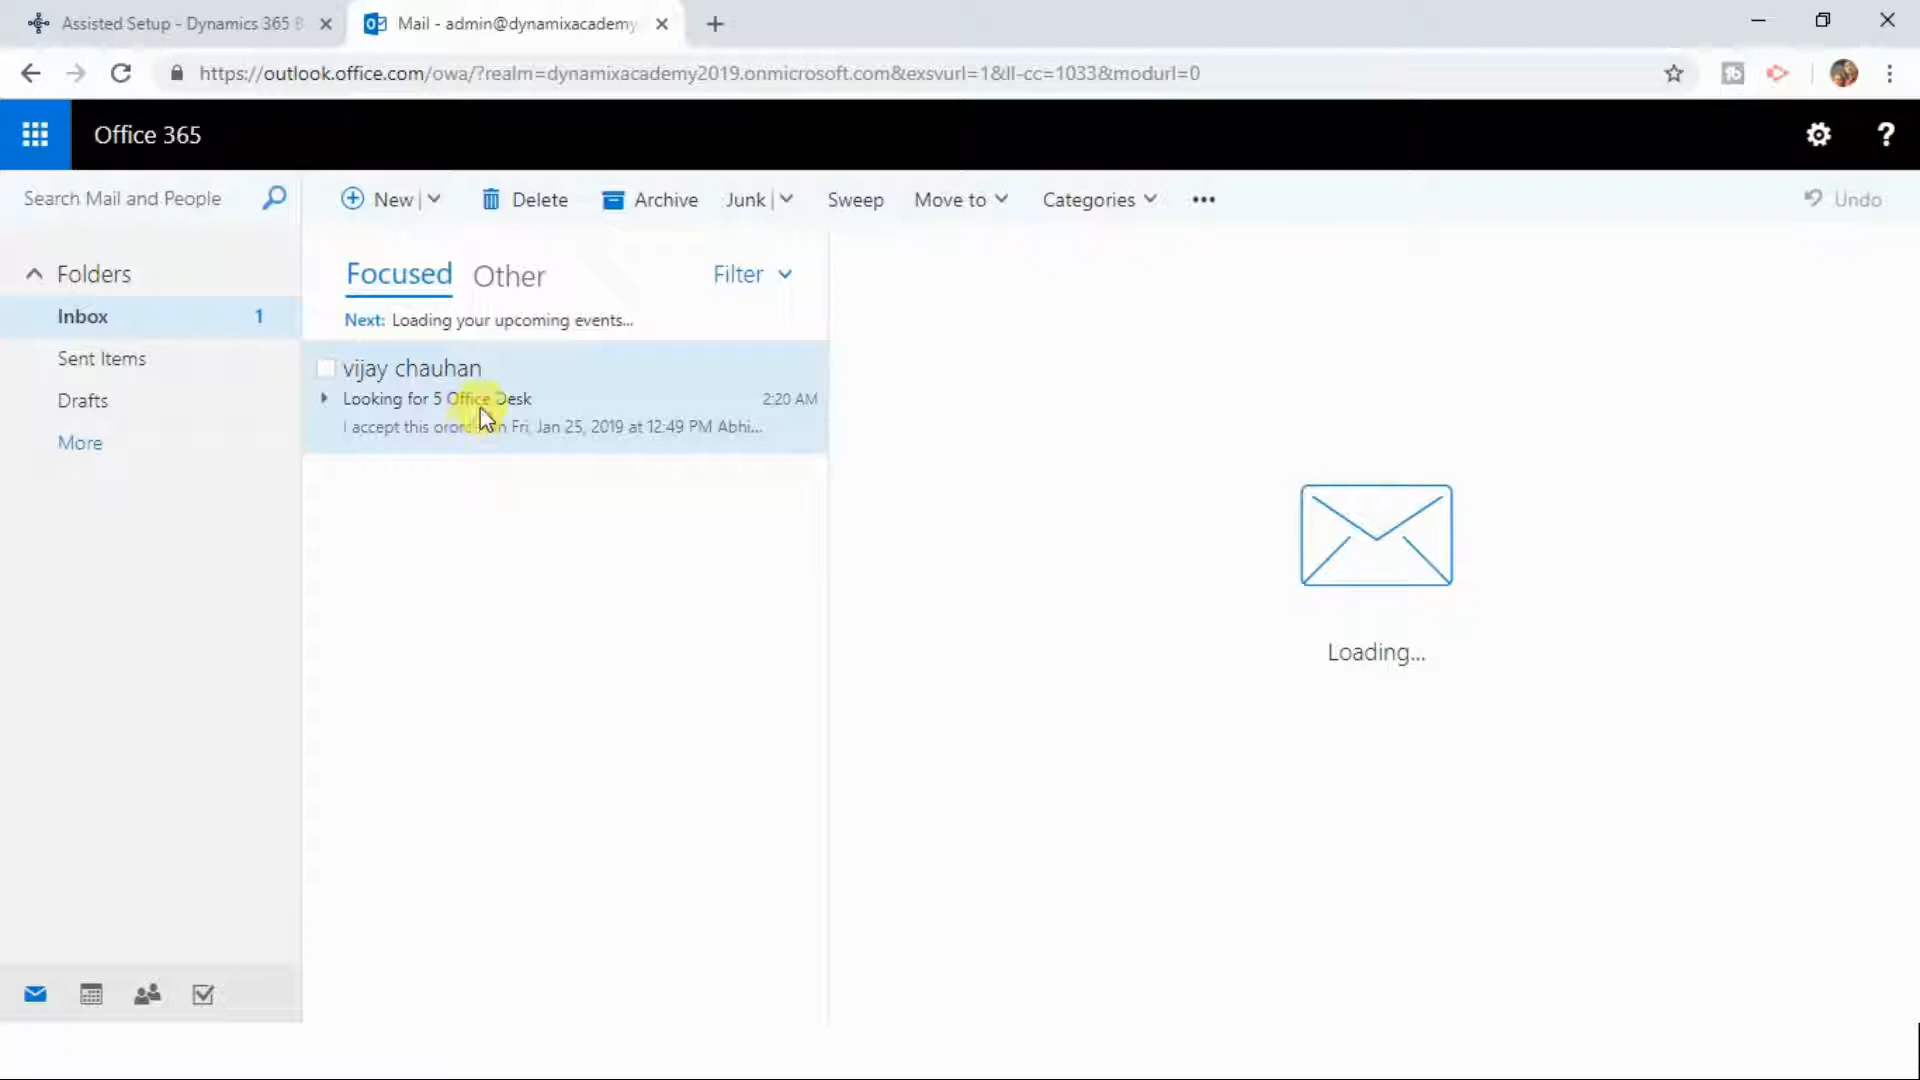 Assisted Setup - Dynamics 365 B
Mail - admin@dynamixacademy
https://outlook.office.com/owa/?realm=dynamixacademy2019.onmicrosoft.com&exsvurl=1&ll-cc=1033&modurl=0
Office 365
?
Search Mail and People
New
Delete
Archive
Junk
Sweep
Move to
Categories
Undo
Folders
Inbox 1
Sent Items
Drafts
More
Focused Other
Filter
Next: Loading your upcoming events...
vijay chauhan
Looking for 5 Office Desk 2:20 AM
I accept this Fri, Jan 25, 2019 at 12:49 PM Abhi...
Loading...